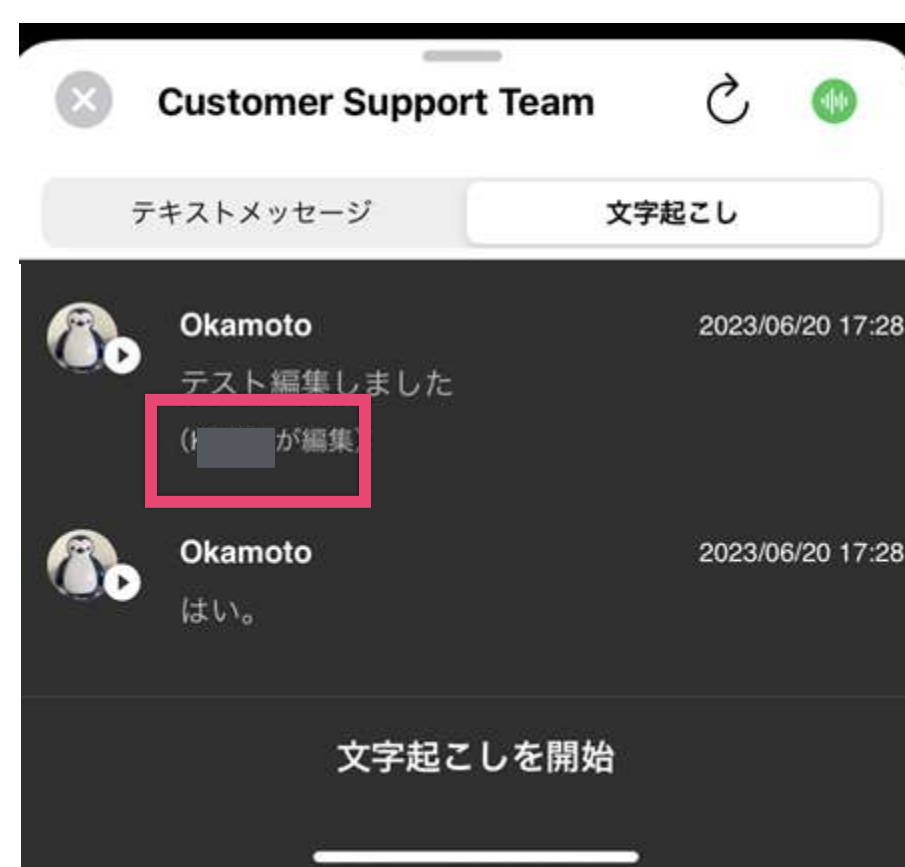 Customer Support Team
テキストメッセージ
文字起こし
Okamoto
2023/06/20 17:28
テスト編集しました
が編集)
Okamoto
2023/06/20 17:28
はい。
文字起こしを開始